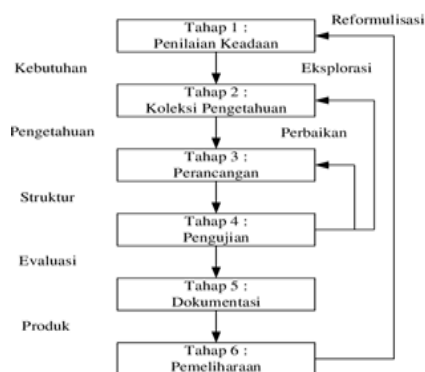 Reformulisasi
Tahap 1 :
Penilaian Keadaan
Kebutuhan
Eksplorasi
Tahap 2 :
Koleksi Pengetahuan
Pengetahuan
Perbaikan
Tahap 3 :
Perancangan
Struktur
Tahap 4 :
Pengujian
Evaluasi
Tahap 5 :
Dokumentasi
Produk
Tahap 6 :
Pemeliharaan